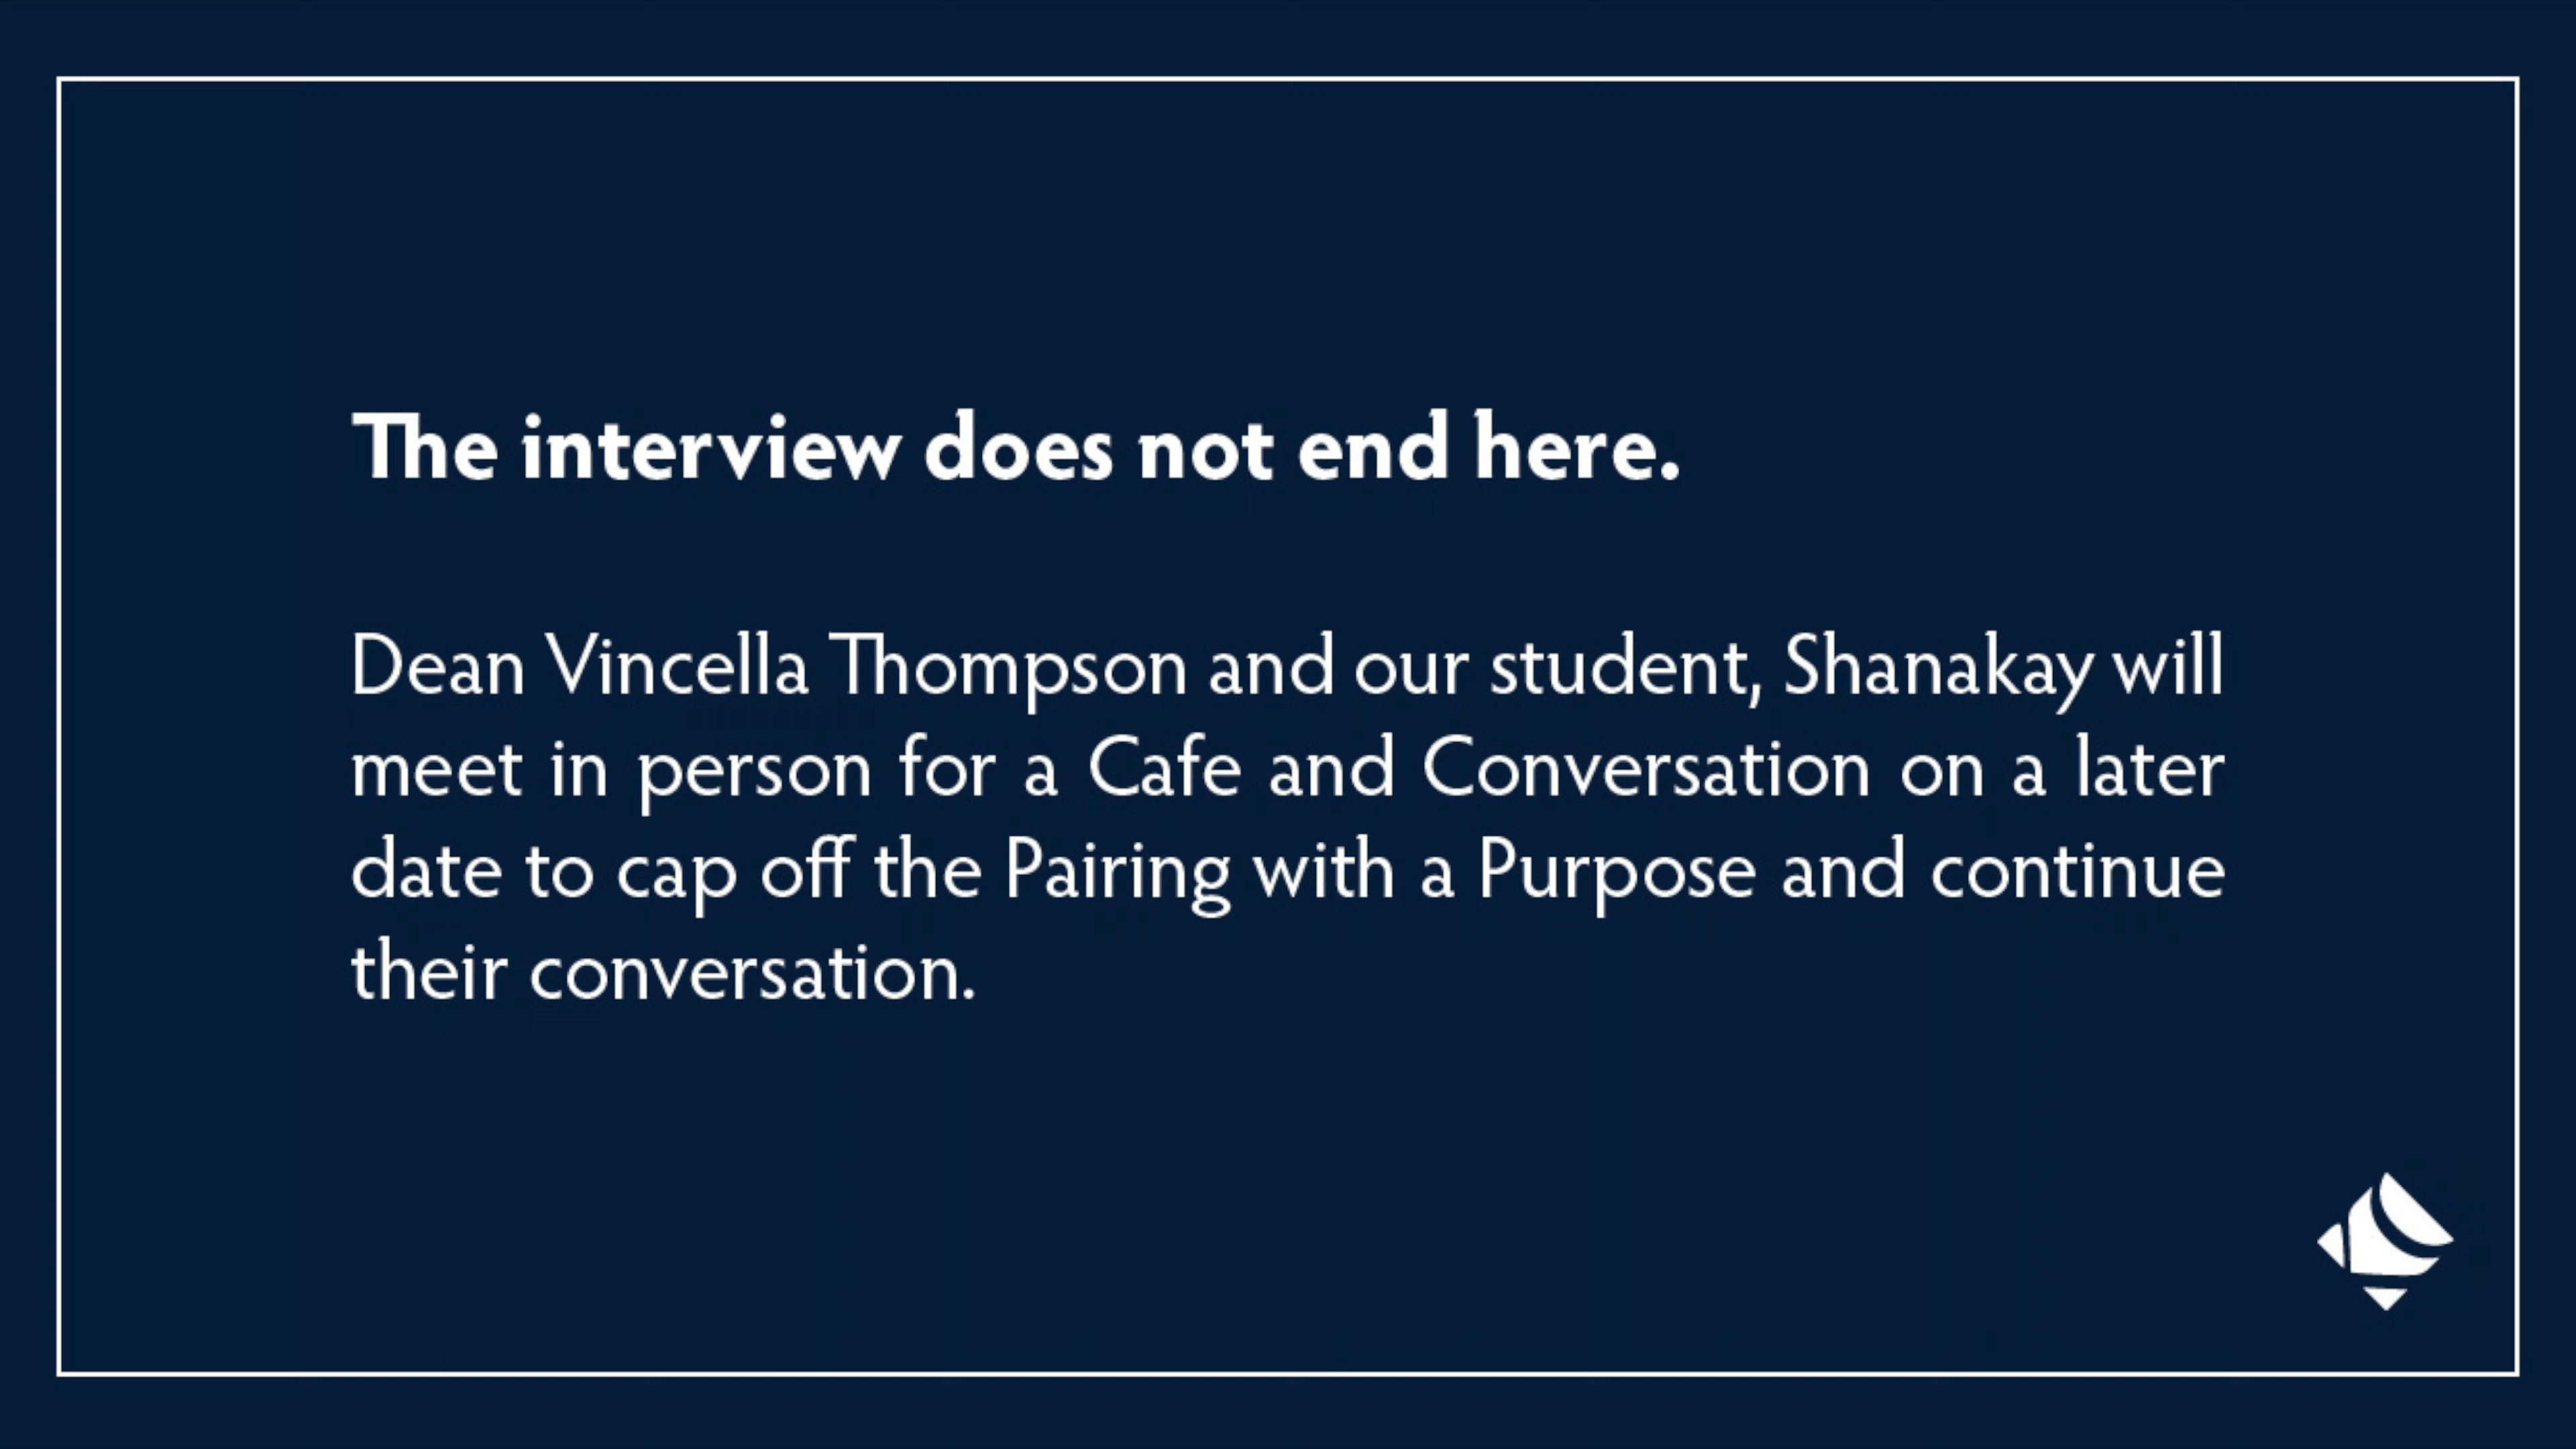 The interview does not end here.
Dean Vincella Thompson and our student, Shanakay will
meet in person for a Cafe and Conversation on a later
date to cap off the Pairing with a Purpose and continue
their conversation.